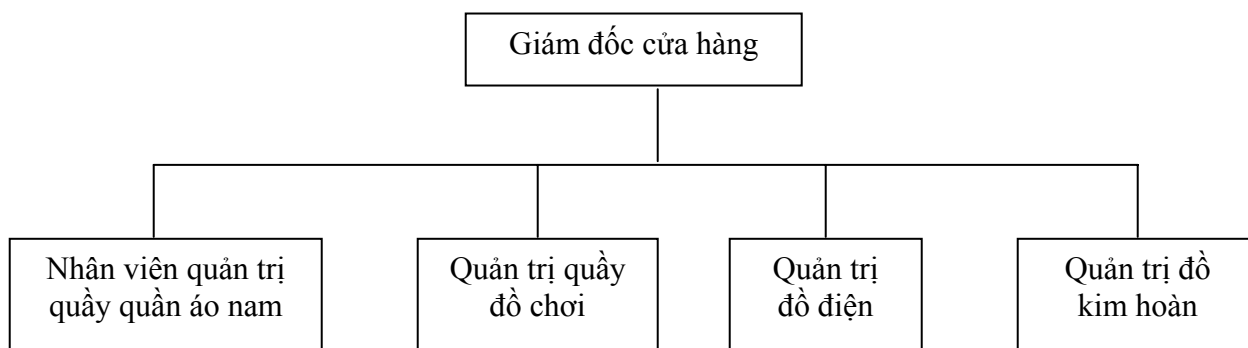 Giám đốc cửa hàng
Nhân viên quản trị
quầy quần áo nam
Quản trị quầy
đồ chơi
Quản trị
đồ điện
Quản trị đồ
kim hoàn